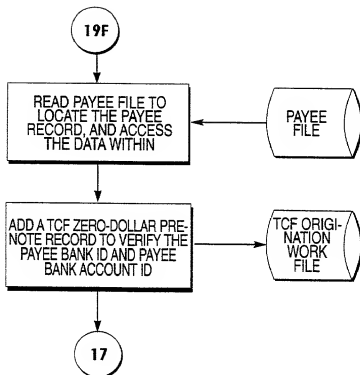 19F
READ PAYEE FILE TO
LOCATE THE PAYEE
RECORD, AND ACCESS
THE DATA WITHIN
PAYEE
FILE
ADD A TCF ZERO-DOLLAR PRE-
NOTE RECORD TO VERIFY THE
PAYEE BANK ID AND PAYEE
BANK ACCOUNT ID
TCF ORIGI-
NATION
WORK
FILE
17